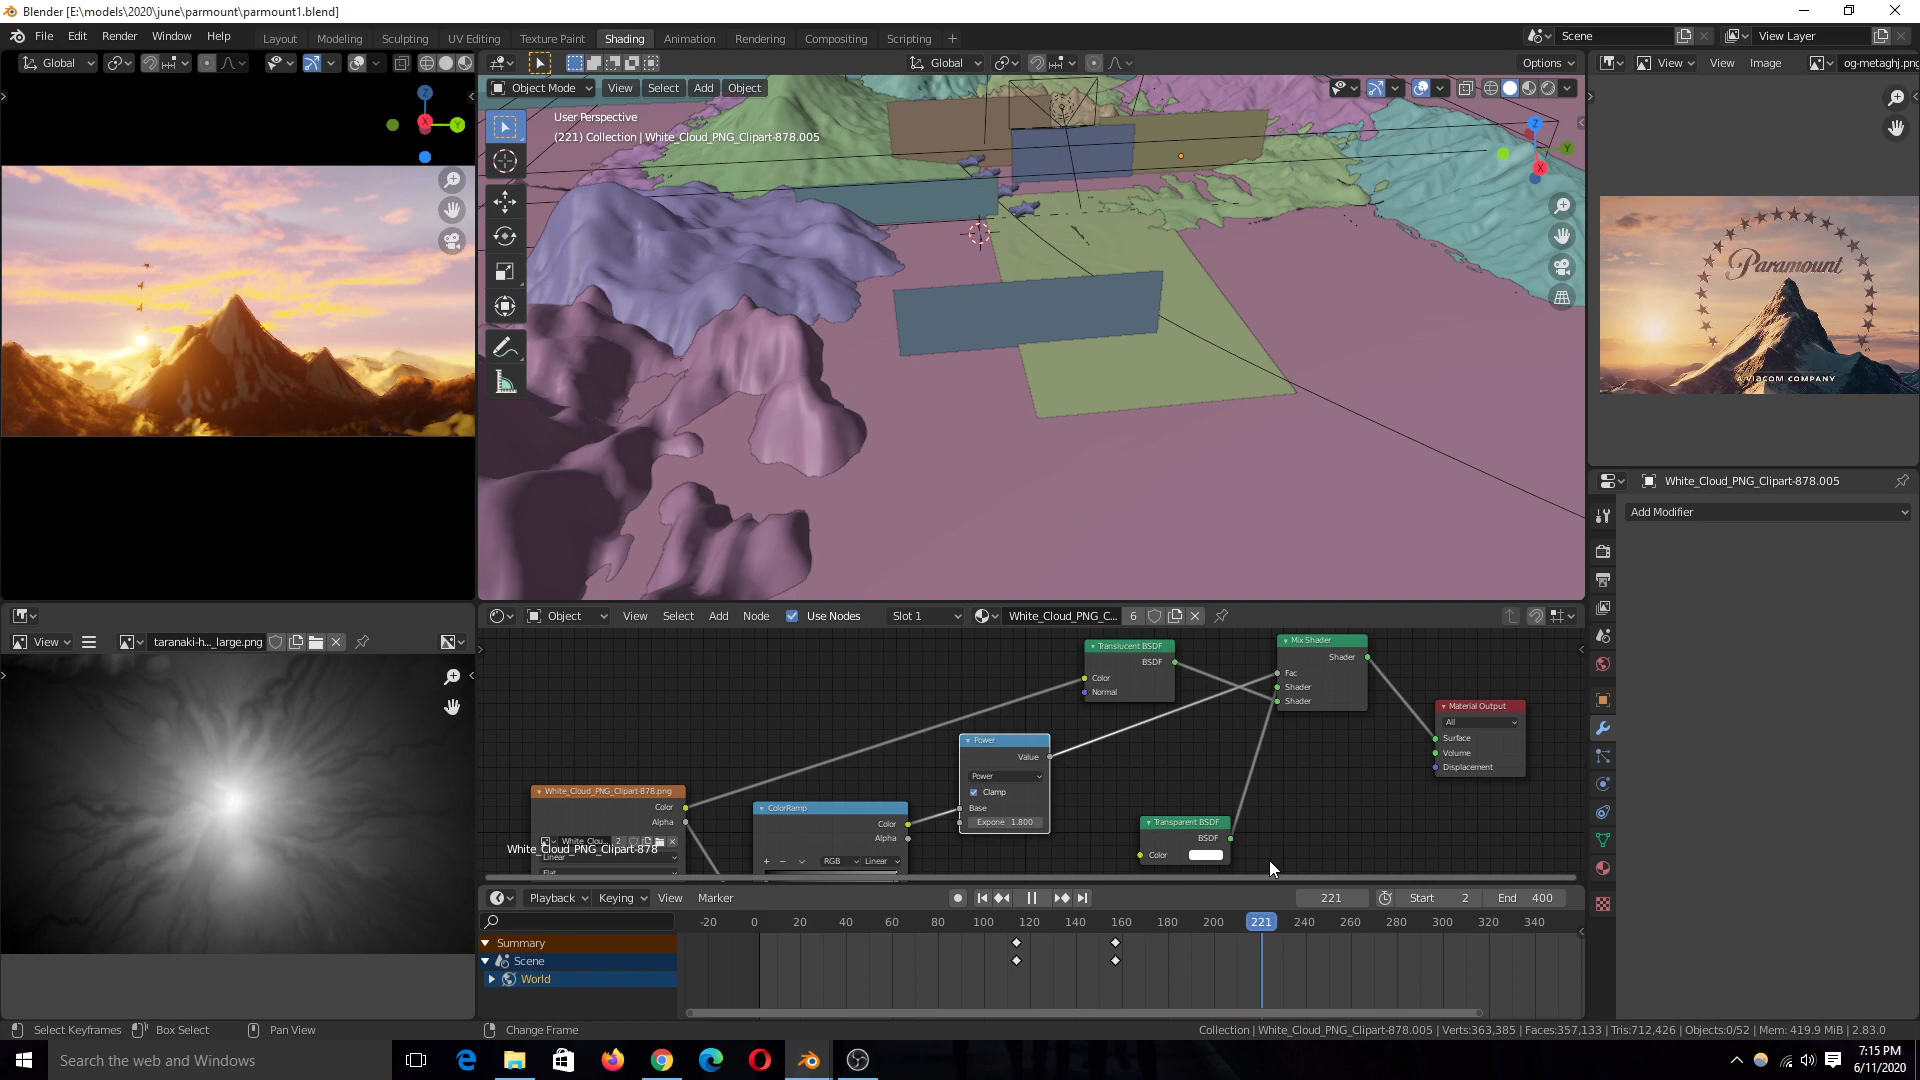 Blender [E:\models\2020\june\parmount\parmount1.blend]
File Edit Render Window Help
Layout Modeling Sculpting UV Editing Texture Paint Shading Animation Rendering Compositing Scripting +
Scene
View Layer
Global
Global
Options
View View Image og-metaghj.png
Object Mode View Select Add Object
User Perspective
(221) Collection | White_Cloud_PNG_Clipart-878.005
Z
X
Y
Z
Y
X
Paramount
A VIACOM COMPANY
White_Cloud_PNG_Clipart-878.005
Add Modifier
Object View Select Add Node Use Nodes Slot 1 White_Cloud_PNG_C... 6
View taranaki-h..._large.png
Translucent BSDF
BSDF
Color
Normal
Mix Shader
Shader
Fac
Shader
Shader
Material Output
All
Surface
Volume
Displacement
Power
Value
Power
Clamp
Base
Expone 1.800
White_Cloud_PNG_Clipart-878.png
Color
Alpha
White_Clou... 2
White_Cloud_PNG_Clipart-878
Linear
Flat
ColorRamp
Color
Alpha
RGB Linear
Transparent BSDF
BSDF
Color
Playback Keying View Marker
221 Start 2 End 400
-20 0 20 40 60 80 100 120 140 160 180 200 221 240 260 280 300 320 340
Summary
Scene
World
Select Keyframes Box Select Pan View Change Frame
Collection | White_Cloud_PNG_Clipart-878.005 | Verts:363,385 | Faces:357,133 | Tris:712,426 | Objects:0/52 | Mem: 419.9 MiB | 2.83.0
Search the web and Windows
7:15 PM
6/11/2020